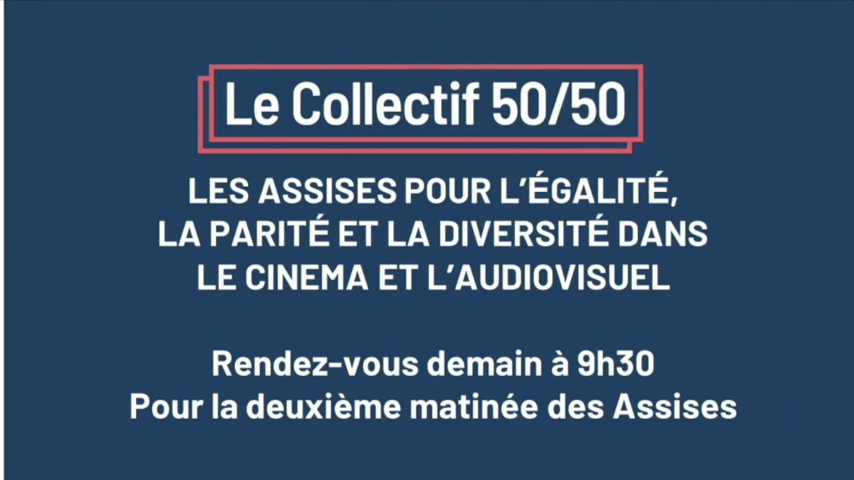 Le Collectif 50/50
LES ASSISES POUR L'ÉGALITÉ,
LA PARITÉ ET LA DIVERSITÉ DANS
LE CINEMA ET L'AUDIOVISUEL
Rendez-vous demain à 9h30
Pour la deuxième matinée des Assises